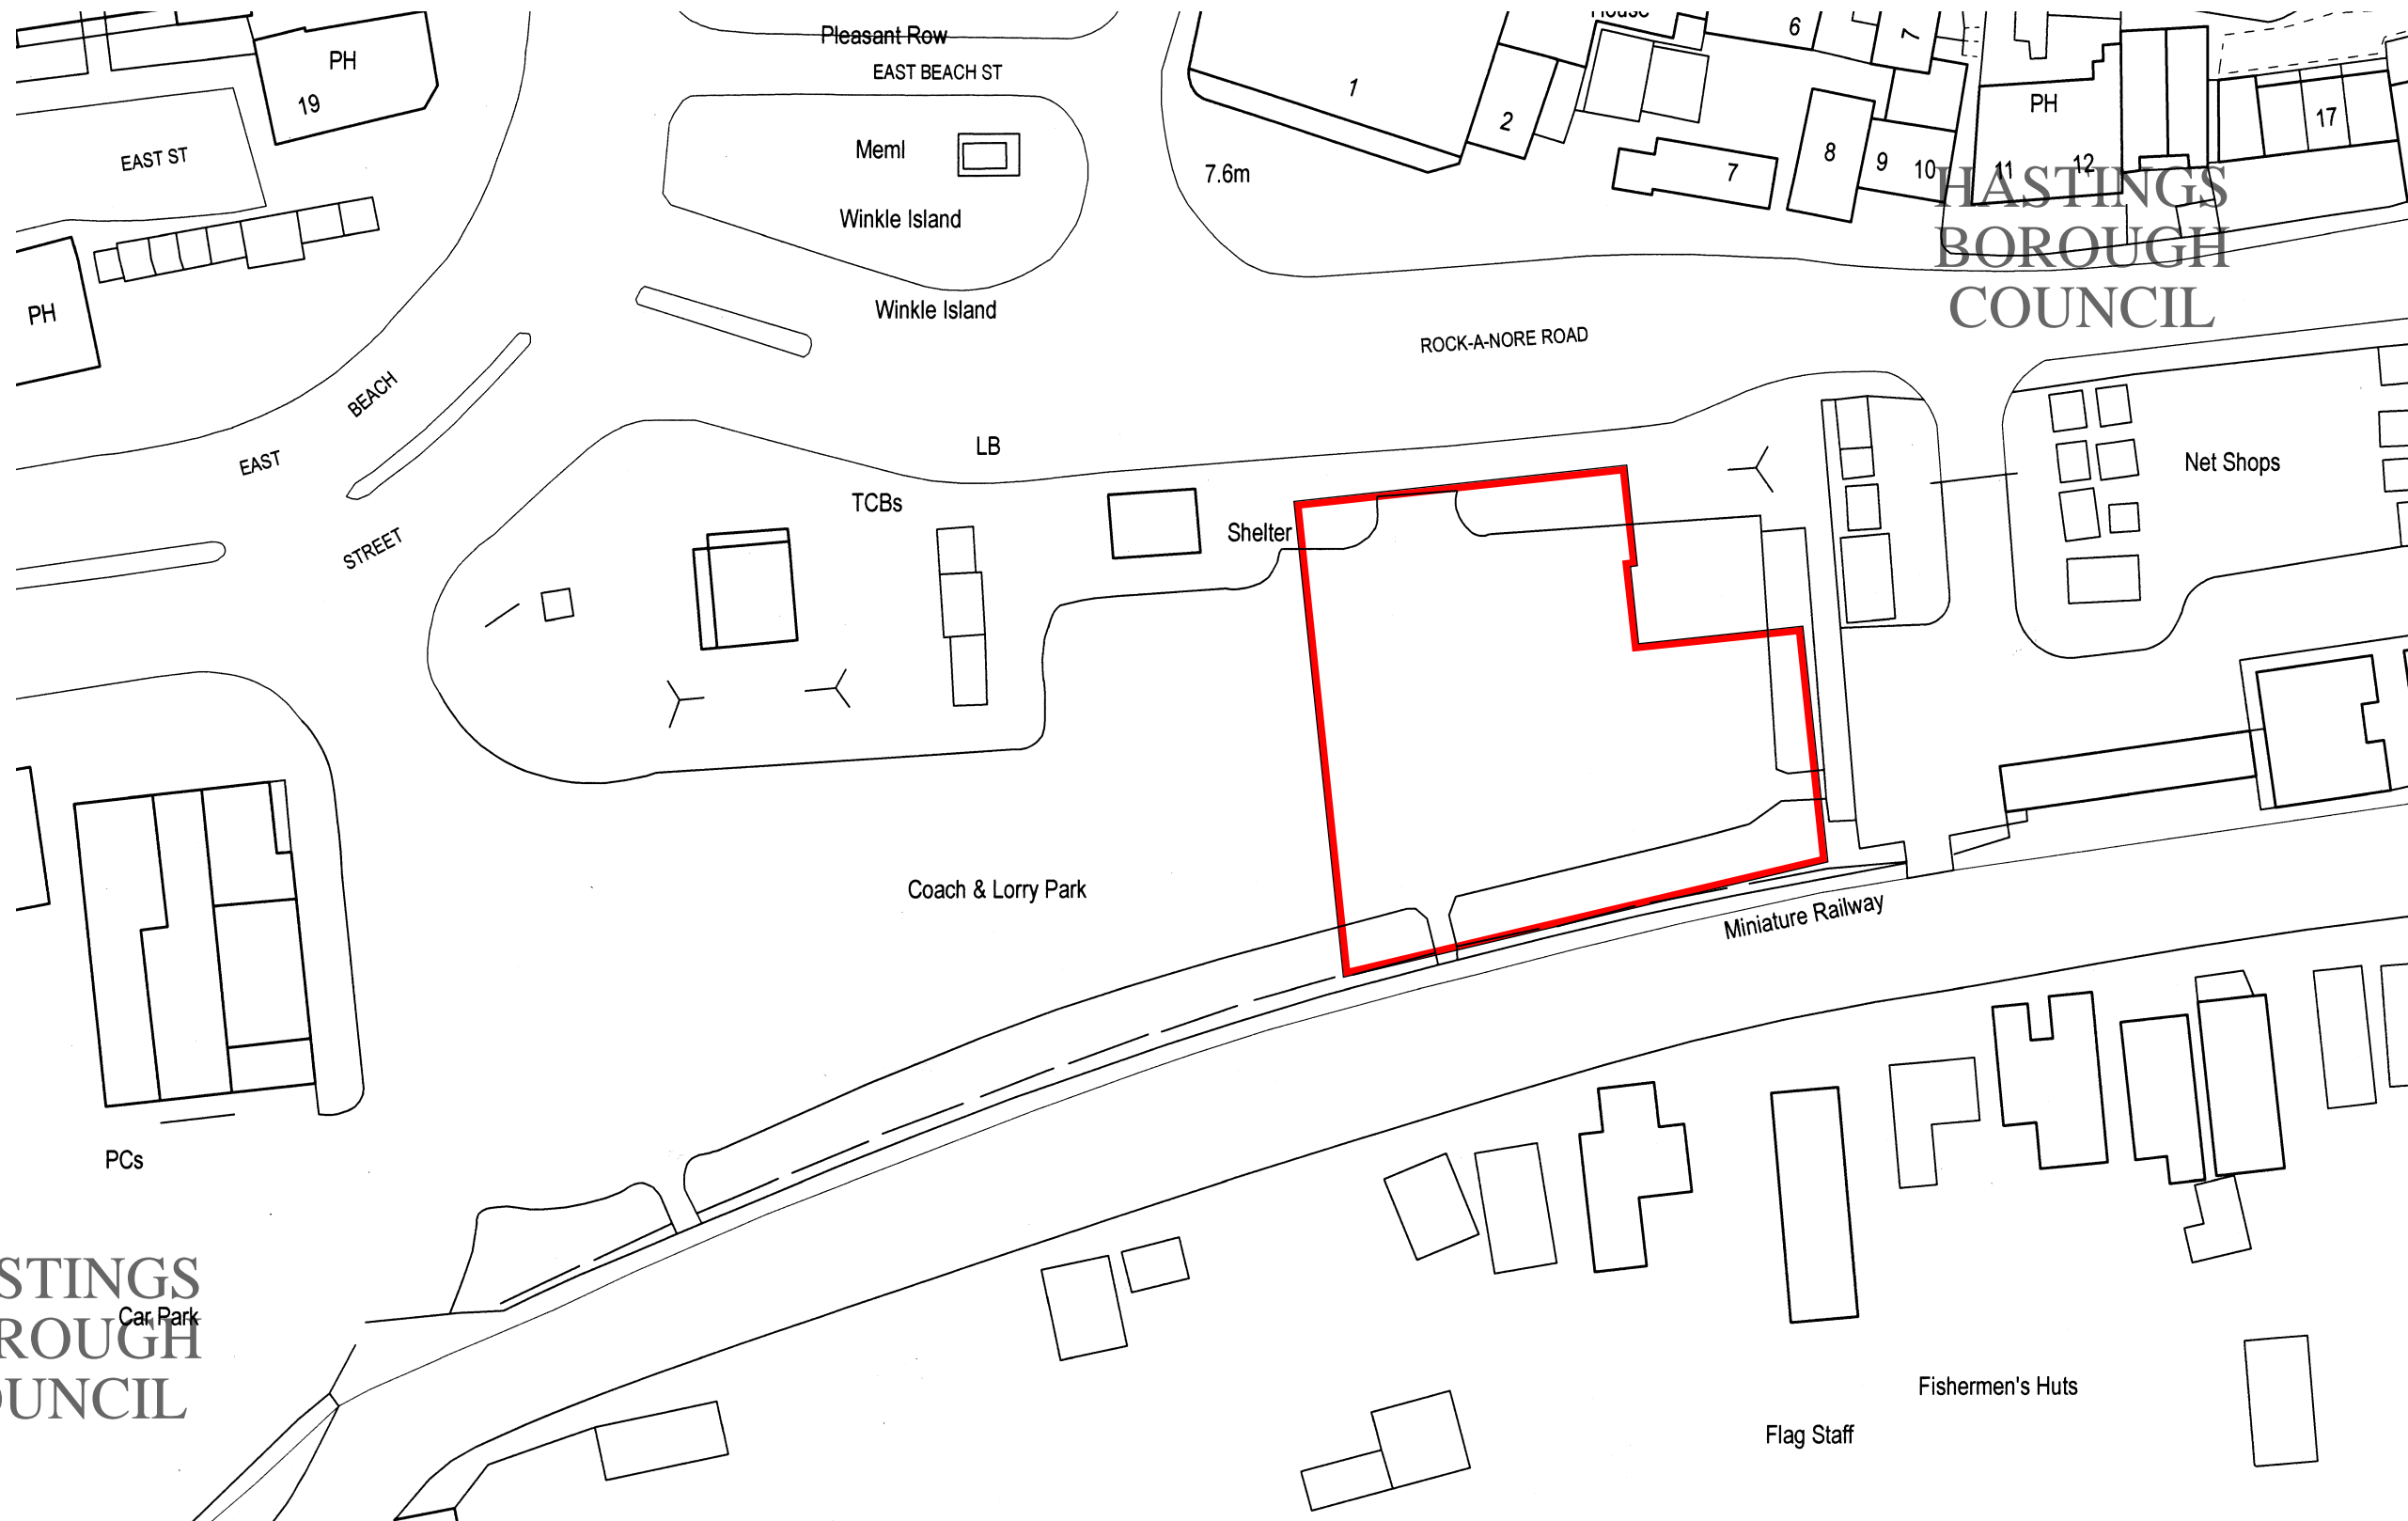 Pleasant Row
House
6
7
PH
19
EAST BEACH ST
1
2
PH
17
EAST ST
Meml
7.6m
7
8
9
10
11
12
HASTINGS
BOROUGH
COUNCIL
Winkle Island
PH
Winkle Island
ROCK-A-NORE ROAD
BEACH
EAST
STREET
LB
Net Shops
TCBs
Shelter
Coach & Lorry Park
Miniature Railway
PCs
STINGS
ROUGH
OUNCIL
Car Park
Fishermen's Huts
Flag Staff